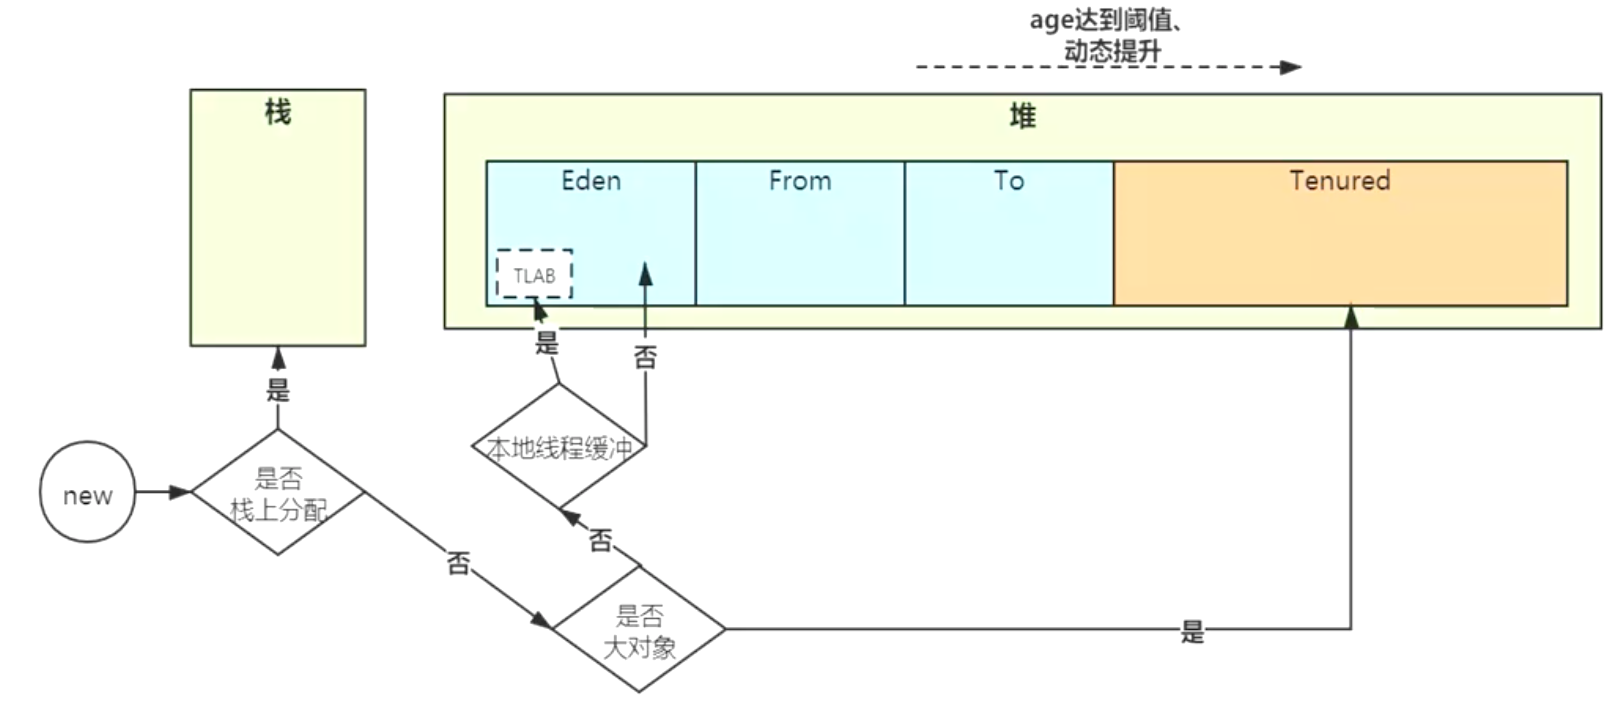 age达到阈值、
动态提升
栈
堆
Eden
From
To
Tenured
TLAB
是
否
是
本地线程缓冲
new
是否
栈上分配
否
否
是否
大对象
是